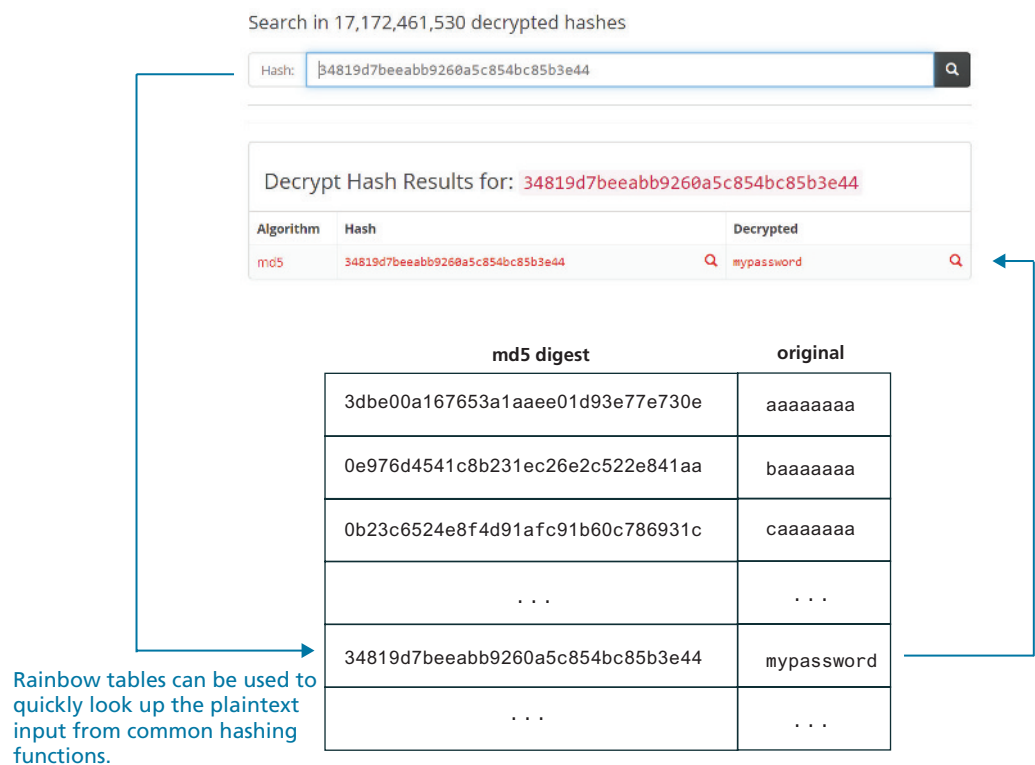 Search in 17,172,461,530 decrypted hashes
Hash: 34819d7beeabb9260a5c854bc85b3e44
Decrypt Hash Results for: 34819d7beeabb9260a5c854bc85b3e44
Algorithm Hash Decrypted
md5 34819d7beeabb9260a5c854bc85b3e44 mypassword
md5 digest original
3dbe00a167653a1aaee01d93e77e730e aaaaaaaa
0e976d4541c8b231ec26e2c522e841aa baaaaaaa
0b23c6524e8f4d91afc91b60c786931c caaaaaaa
... ...
34819d7beeabb9260a5c854bc85b3e44 mypassword
... ...
Rainbow tables can be used to
quickly look up the plaintext
input from common hashing
functions.